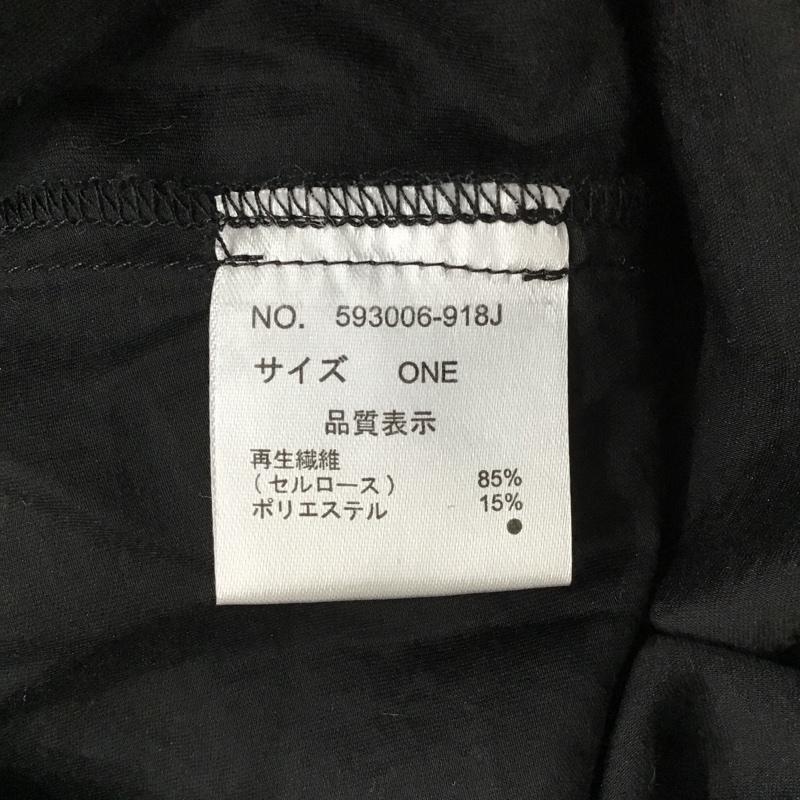 NO. 593006-918J
サイズ ONE
品質表示
再生繊維
(セルロース) 85%
ポリエステル 15%